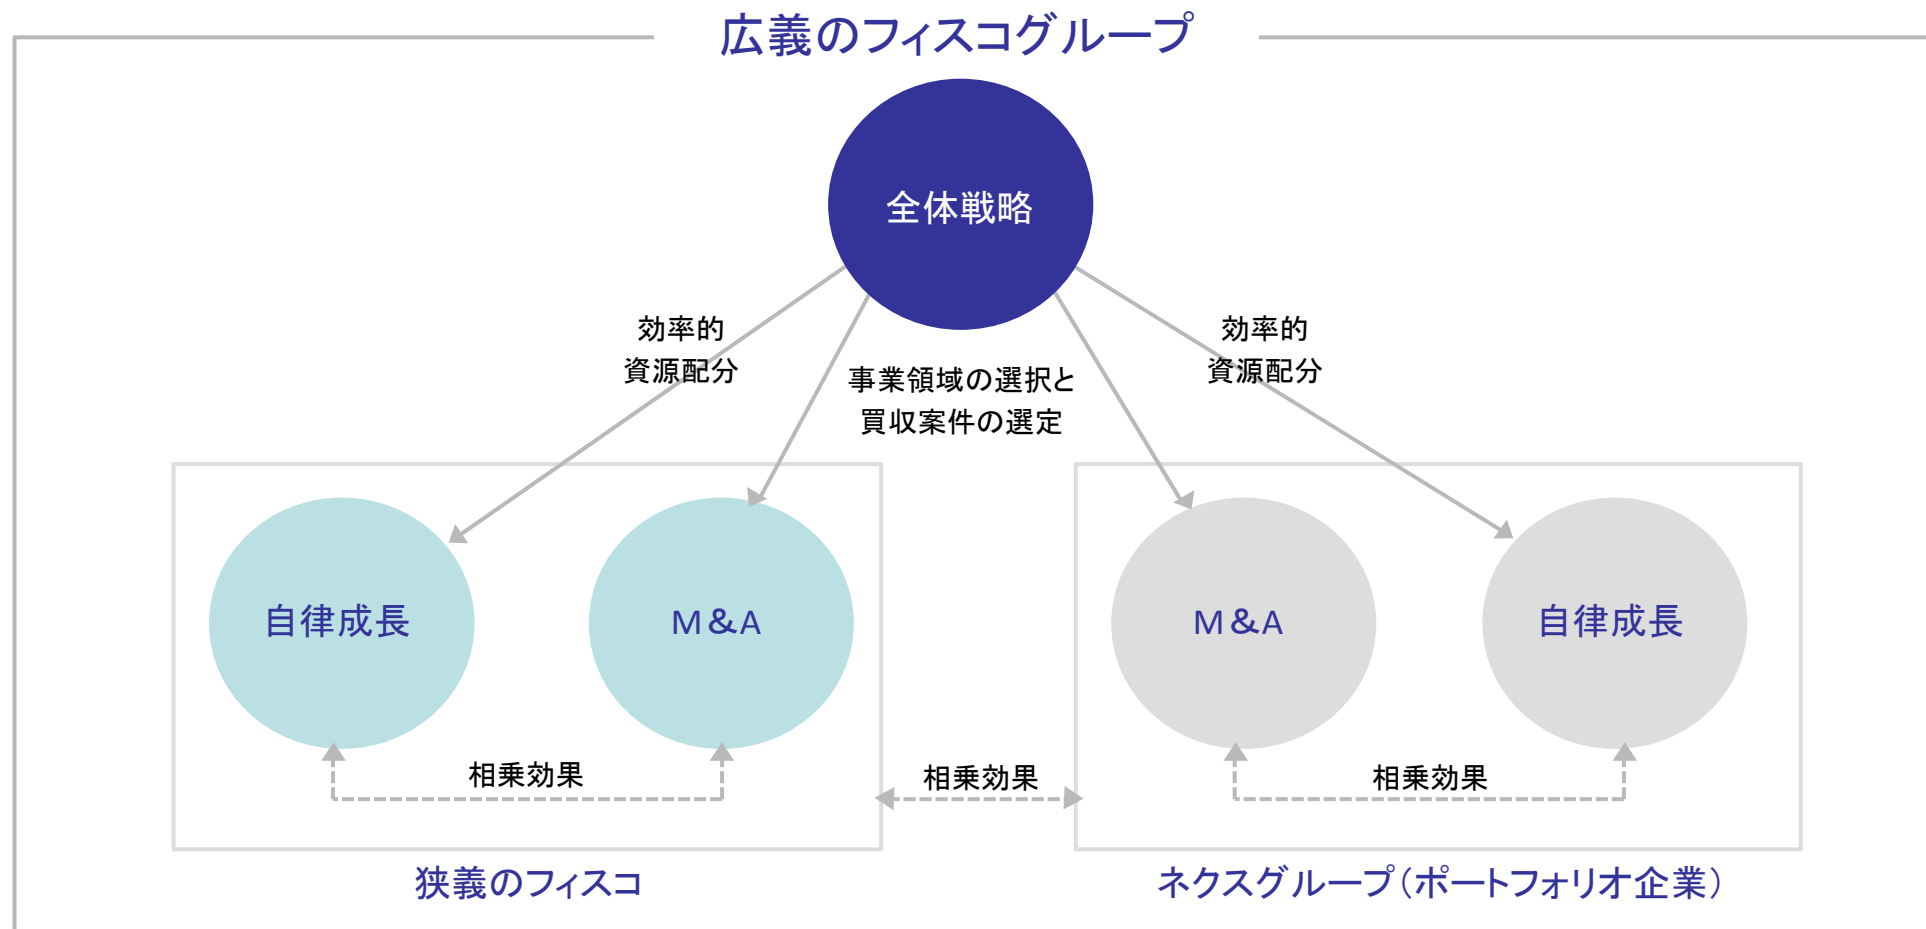 広義のフィスコグループ
全体戦略
効率的
資源配分
事業領域の選択と
買収案件の選定
効率的
資源配分
自律成長
M&A
M&A
自律成長
相乗効果
相乗効果
相乗効果
狭義のフィスコ
ネクスグループ(ポートフォリオ企業)